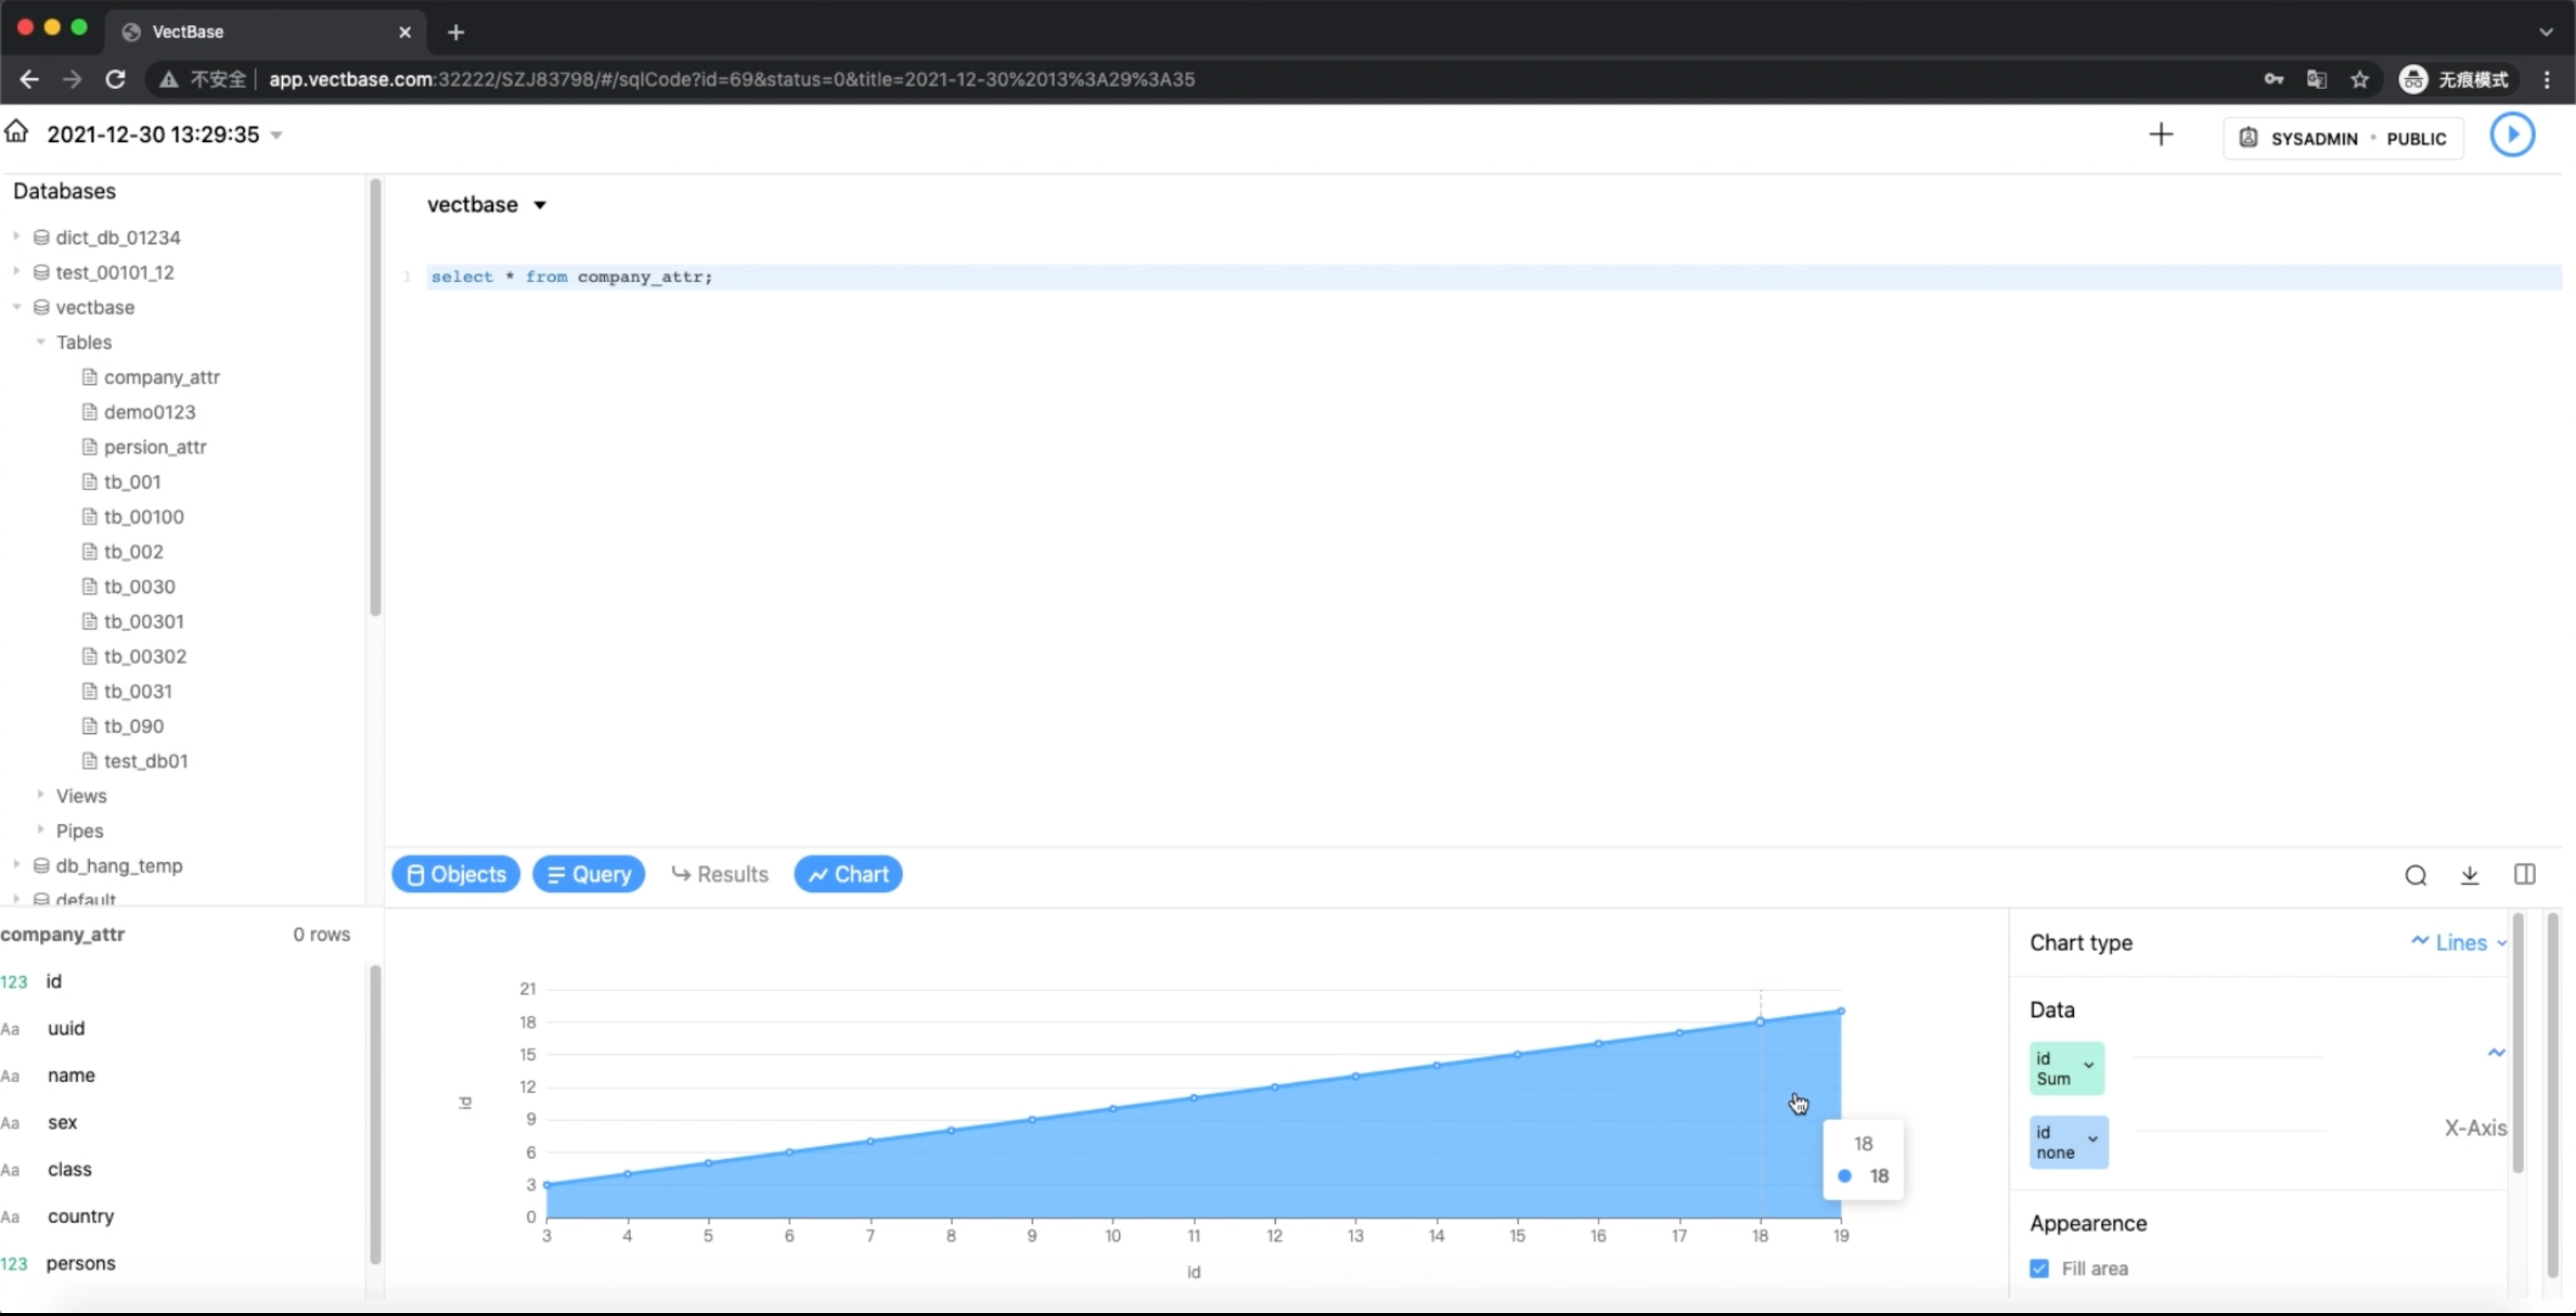 VectBase
不安全 app.vectbase.com:32222/SZJ83798/#/sqlCode?id=69&status=0&title=2021-12-30%2013%3A29%3A35 无痕模式
2021-12-30 13:29:35 SYSADMIN • PUBLIC
Databases
dict_db_01234
test_00101_12
vectbase
Tables
company_attr
demo0123
persion_attr
tb_001
tb_00100
tb_002
tb_0030
tb_00301
tb_00302
tb_0031
tb_090
test_db01
Views
Pipes
db_hang_temp
default
company_attr 0 rows
123 id
Aa uuid
Aa name
Aa sex
Aa class
Aa country
123 persons
vectbase
1 select * from company_attr;
Objects Query Results Chart
21
18
15
12
9
6
3
0
id
3 4 5 6 7 8 9 10 11 12 13 14 15 16 17 18 19
id
18
18
Chart type Lines
Data
id
Sum
id
none
X-Axis
Appearence
Fill area